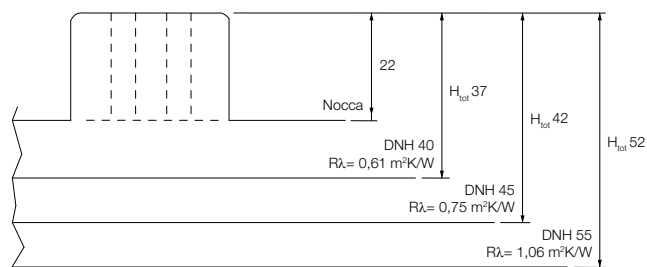 22
H_tot 37
Nocca
H_tot 42
H_tot 52
DNH 40
Rλ= 0,61 m²K/W
DNH 45
Rλ= 0,75 m²K/W
DNH 55
Rλ= 1,06 m²K/W